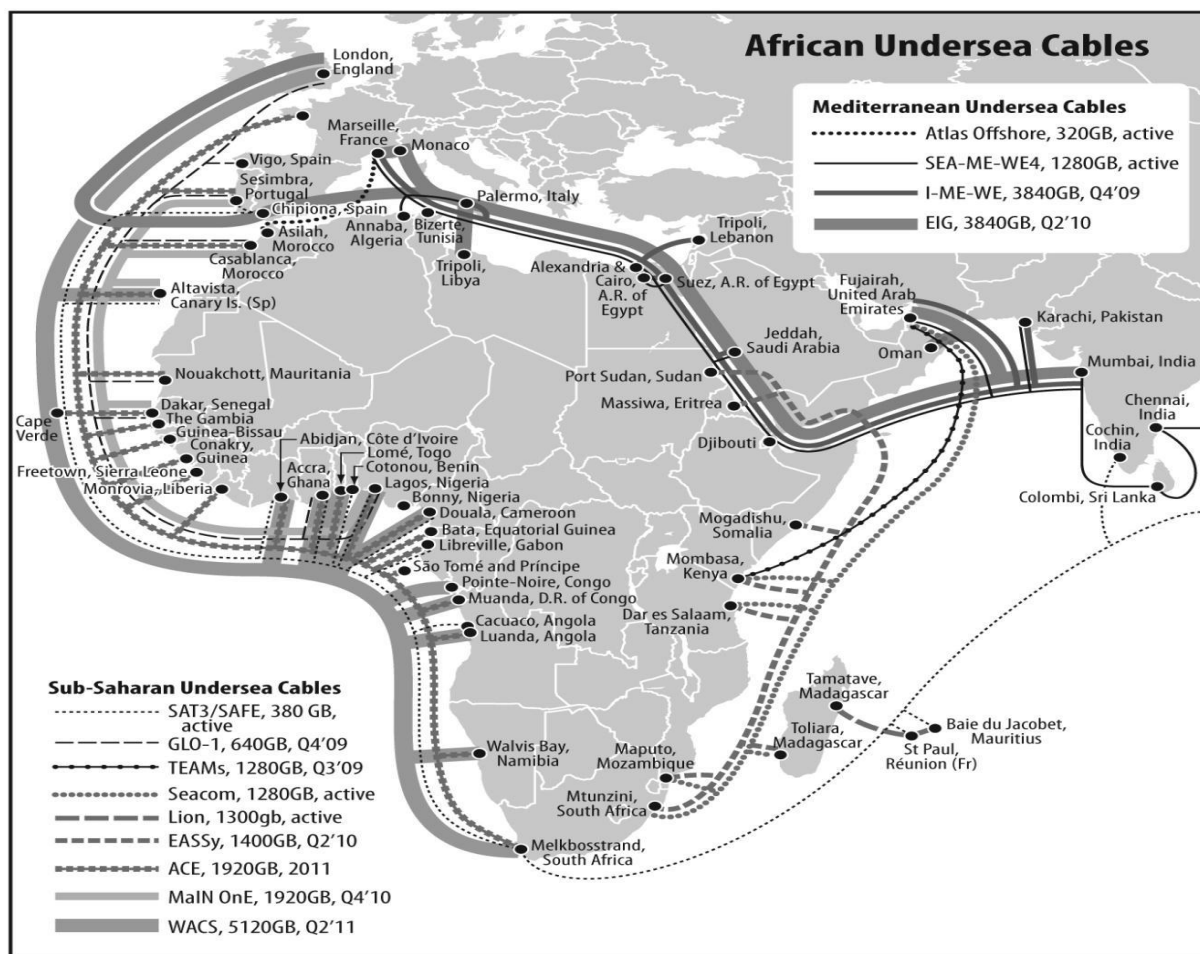 African Undersea Cables
Mediterranean Undersea Cables
Atlas Offshore, 320GB, active
SEA-ME-WE4, 1280GB, active
I-ME-WE, 3840GB, Q4'09
EIG, 3840GB, Q2'10
London,
England
Marseille,
France
Monaco
Vigo, Spain
Sesimbra,
Portugal
Chipiona, Spain
Asilah,
Morocco
Casablanca,
Morocco
Annaba,
Algeria
Bizerte,
Tunisia
Palermo, Italy
Tripoli,
Libya
Tripoli,
Lebanon
Alexandria &
Cairo,
A.R. of
Egypt
Suez, A.R. of Egypt
Fujairah,
United Arab
Emirates
Karachi, Pakistan
Oman
Mumbai, India
Jeddah,
Saudi Arabia
Port Sudan, Sudan
Massiwa, Eritrea
Djibouti
Chennai,
India
Cochin,
India
Colombi, Sri Lanka
Altavista,
Canary Is. (Sp)
Nouakchott, Mauritania
Cape
Verde
Dakar, Senegal
The Gambia
Guinea-Bissau
Conakry,
Guinea
Freetown, Sierra Leone
Monrovia, Liberia
Abidjan, Côte d'Ivoire
Lomé, Togo
Accra,
Ghana
Cotonou, Benin
Lagos, Nigeria
Bonny, Nigeria
Douala, Cameroon
Bata, Equatorial Guinea
Libreville, Gabon
São Tomé and Príncipe
Pointe-Noire, Congo
Muanda, D.R. of Congo
Cacuaco, Angola
Luanda, Angola
Mogadishu,
Somalia
Mombasa,
Kenya
Dar es Salaam,
Tanzania
Tamatave,
Madagascar
Toliara,
Madagascar
Baie du Jacobet,
Mauritius
St Paul,
Réunion (Fr)
Walvis Bay,
Namibia
Maputo,
Mozambique
Mtunzini,
South Africa
Melkbosstrand,
South Africa
Sub-Saharan Undersea Cables
SAT3/SAFE, 380 GB,
active
GLO-1, 640GB, Q4'09
TEAMs, 1280GB, Q3'09
Seacom, 1280GB, active
Lion, 1300gb, active
EASSy, 1400GB, Q2'10
ACE, 1920GB, 2011
MaIN OnE, 1920GB, Q4'10
WACS, 5120GB, Q2'11